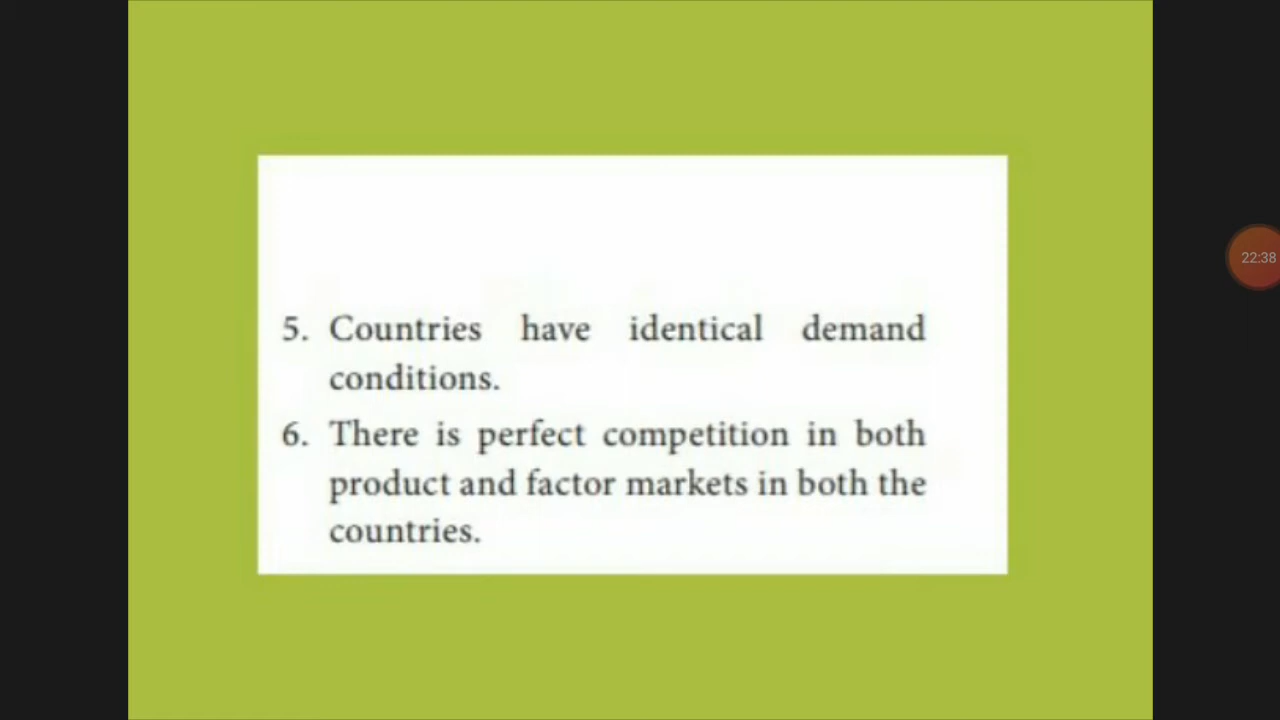 5. Countries have identical demand
conditions.
6. There is perfect competition in both
product and factor markets in both the
countries.
22:38